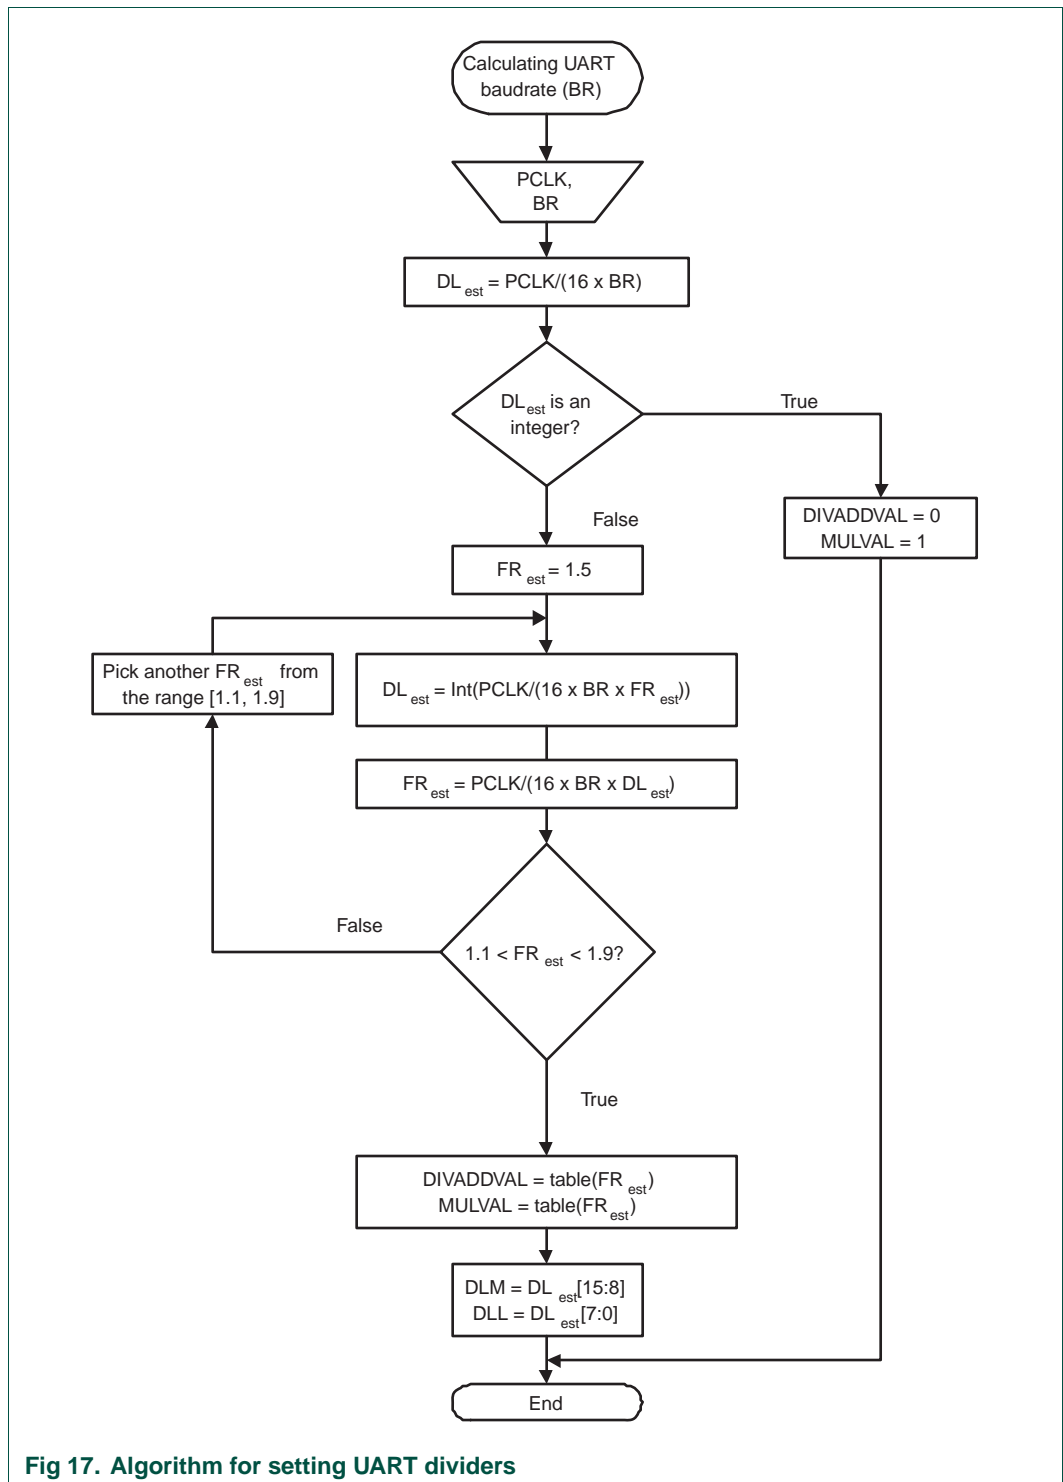 Calculating UART
baudrate (BR)
PCLK,
BR
DL est = PCLK/(16 x BR)
DL est is an
integer?
True
False
DIVADDVAL = 0
MULVAL = 1
FR est = 1.5
Pick another FR est from
the range [1.1, 1.9]
DL est = Int(PCLK/(16 x BR x FR est))
FR est = PCLK/(16 x BR x DL est)
False
1.1 < FR est < 1.9?
True
DIVADDVAL = table(FR est)
MULVAL = table(FR est)
DLM = DL est[15:8]
DLL = DL est[7:0]
End
Fig 17. Algorithm for setting UART dividers